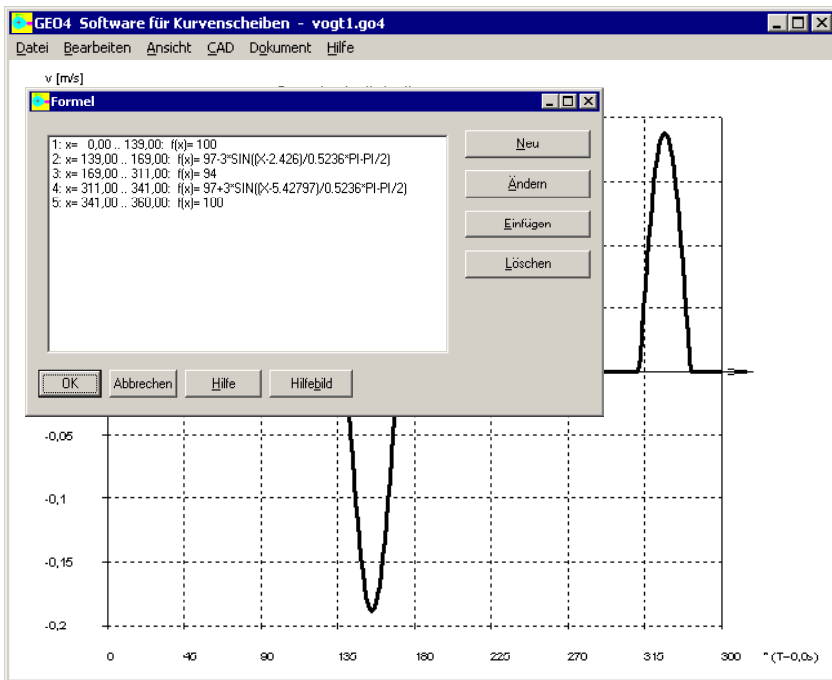 GEO4 Software für Kurvenscheiben - vogt1.go4
Datei Bearbeiten Ansicht CAD Dokument Hilfe
v [m/s]
Formel
1: x= 0,00 .. 139,00: f(x)= 100
2: x= 139,00 .. 169,00: f(x)= 97-3*SIN((X-2.426)/0.5236*PI-PI/2)
3: x= 169,00 .. 311,00: f(x)= 94
4: x= 311,00 .. 341,00: f(x)= 97+3*SIN((X-5.42797)/0.5236*PI-PI/2)
5: x= 341,00 .. 360,00: f(x)= 100
Neu
Ändern
Einfügen
Löschen
OK Abbrechen Hilfe Hilfebild
-0,05
-0,1
-0,15
-0,2
0 45 90 135 180 225 270 315 300 ° (T=0,0s)